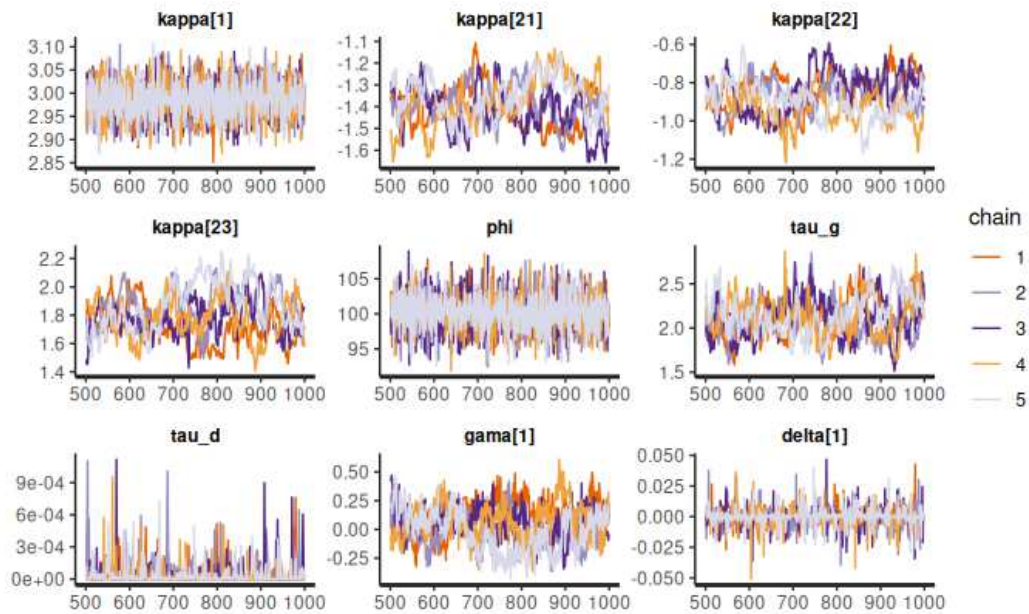 kappa[1] kappa[21] kappa[22]
3.10 -1.1 -0.6
3.05 -1.2 -0.8
3.00 -1.3
2.95 -1.4 -1.0
2.90 -1.5
2.85 -1.6 -1.2
500 600 700 800 900 1000 500 600 700 800 900 1000 500 600 700 800 900 1000
kappa[23] phi tau_g
2.2 105 2.5
2.0
1.8 100 2.0
1.6 95
1.4 1.5
500 600 700 800 900 1000 500 600 700 800 900 1000 500 600 700 800 900 1000
tau_d gama[1] delta[1]
9e-04 0.50 0.050
6e-04 0.25 0.025
3e-04 0.00 0.000
0e+00 -0.25 -0.025
-0.050
500 600 700 800 900 1000 500 600 700 800 900 1000 500 600 700 800 900 1000
chain
1
2
3
4
5